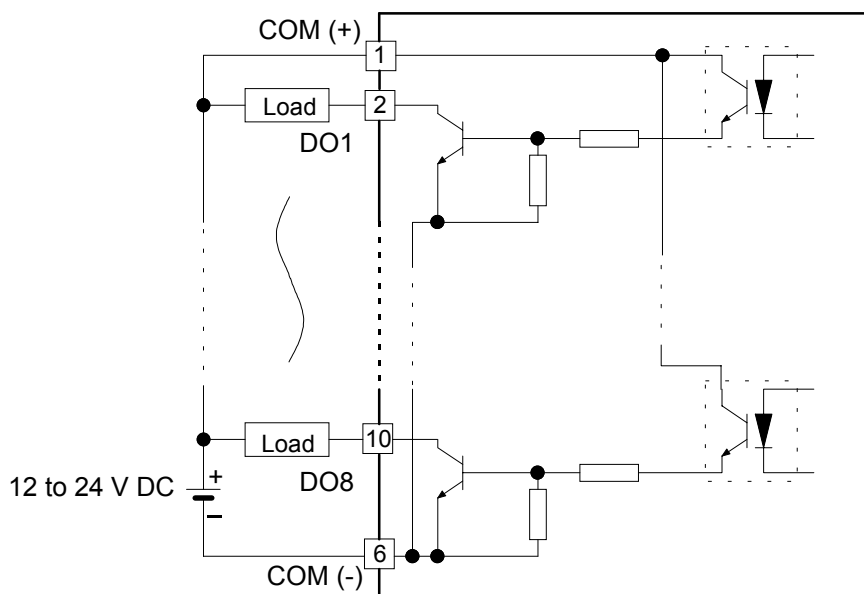 COM (+)
1
Load
2
DO1
Load
10
DO8
12 to 24 V DC
+
−
6
COM (-)